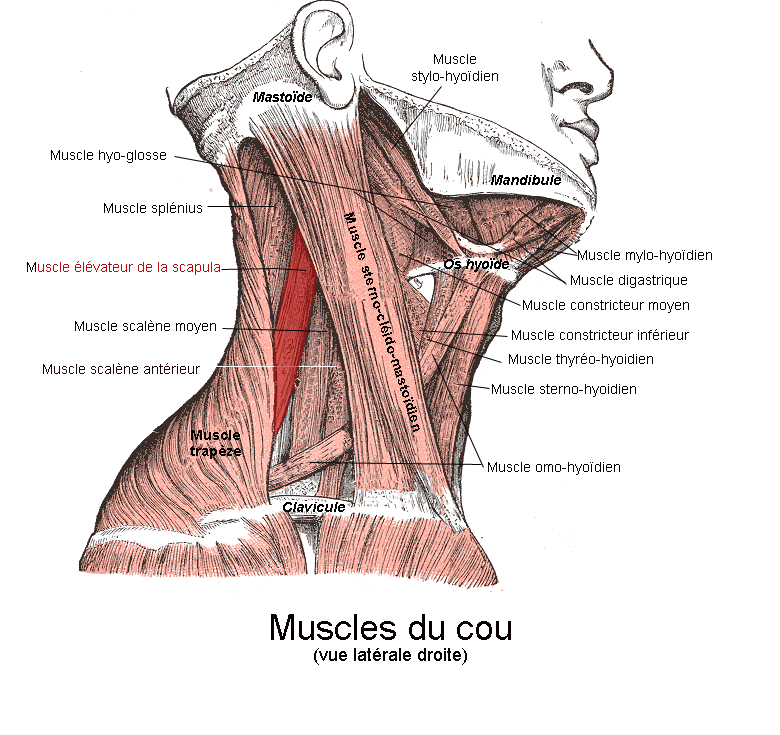 Muscle
stylo-hyoïdien
Mastoïde
Muscle hyo-glosse
Mandibule
Muscle splénius
Muscle sterno-cléido-mastoïdien
Muscle mylo-hyoïdien
Os hyoïde
Muscle élévateur de la scapula
Muscle digastrique
Muscle constricteur moyen
Muscle scalène moyen
Muscle constricteur inférieur
Muscle thyréo-hyoidien
Muscle scalène antérieur
Muscle sterno-hyoidien
Muscle
trapèze
Muscle omo-hyoïdien
Clavicule
Muscles du cou
(vue latérale droite)